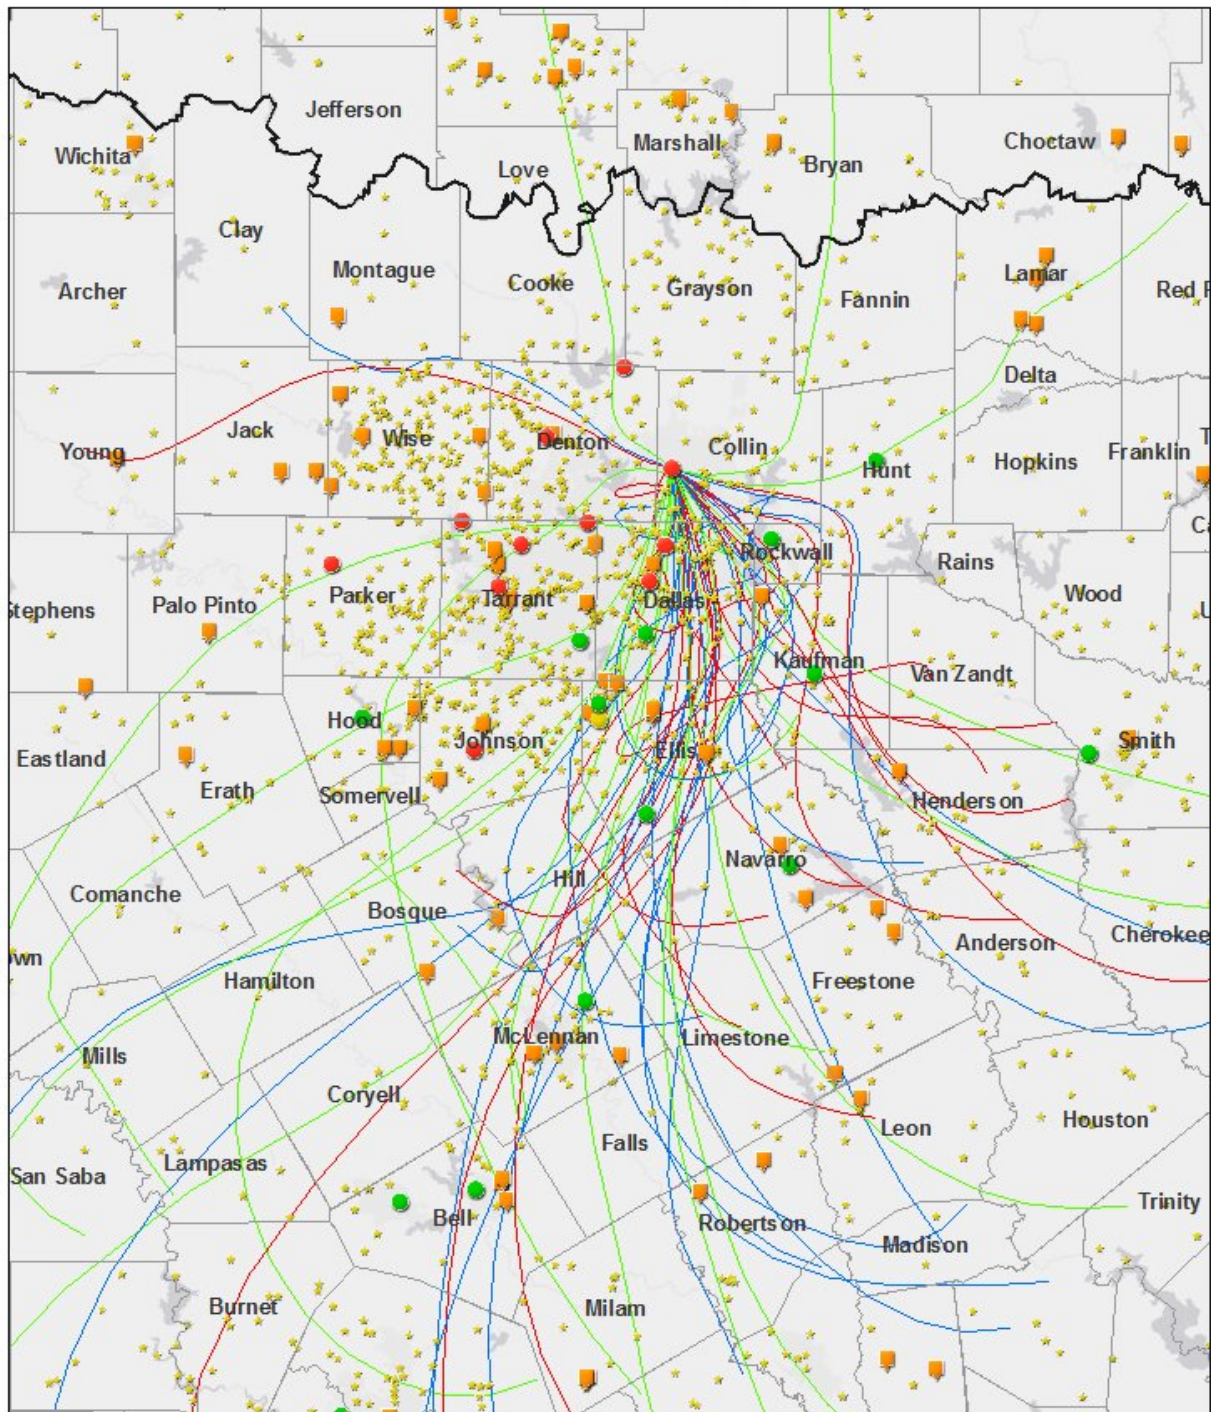 Jefferson
Wichita
Marshall
Choctaw
Bryan
Love
Clay
Montague
Cooke
Grayson
Lamar
Archer
Fannin
Red R
Delta
Jack
Wise
Denton
Collin
Young
Hunt
Hopkins
Franklin
T
Ca
Rockwall
Rains
Stephens
Palo Pinto
Parker
Tarrant
Dallas
Wood
U
Kaufman
Van Zandt
Hood
Johnson
Ellis
Smith
Eastland
Erath
Somervell
Henderson
Navarro
Comanche
Hill
Bosque
Anderson
Cherokee
own
Hamilton
Freestone
McLennan
Limestone
Mills
Coryell
Falls
Leon
Houston
San Saba
Lampasas
Bell
Robertson
Trinity
Madison
Burnet
Milam